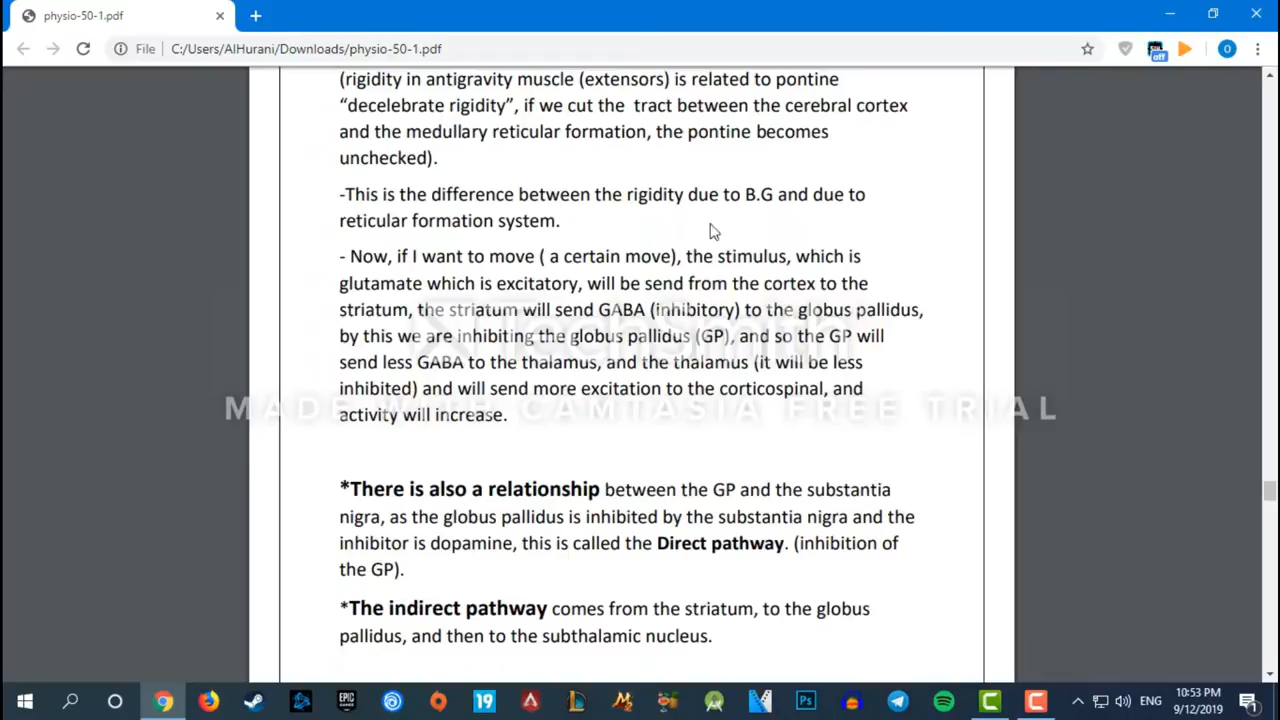 physio-50-1.pdf
File
C:/Users/AlHurani/Downloads/physio-50-1.pdf
off
O
(rigidity in antigravity muscle (extensors) is related to pontine
“decelebrate rigidity”, if we cut the tract between the cerebral cortex
and the medullary reticular formation, the pontine becomes
unchecked).
-This is the difference between the rigidity due to B.G and due to
reticular formation system.
- Now, if I want to move ( a certain move), the stimulus, which is
glutamate which is excitatory, will be send from the cortex to the
striatum, the striatum will send GABA (inhibitory) to the globus pallidus,
by this we are inhibiting the globus pallidus (GP), and so the GP will
send less GABA to the thalamus, and the thalamus (it will be less
inhibited) and will send more excitation to the corticospinal, and
activity will increase.
TechSmith
MADE WITH CAMTASIA FREE TRIAL
*There is also a relationship between the GP and the substantia
nigra, as the globus pallidus is inhibited by the substantia nigra and the
inhibitor is dopamine, this is called the Direct pathway. (inhibition of
the GP).
*The indirect pathway comes from the striatum, to the globus
pallidus, and then to the subthalamic nucleus.
EPIC
GAMES
19
Ps
ENG
10:53 PM
9/12/2019
1